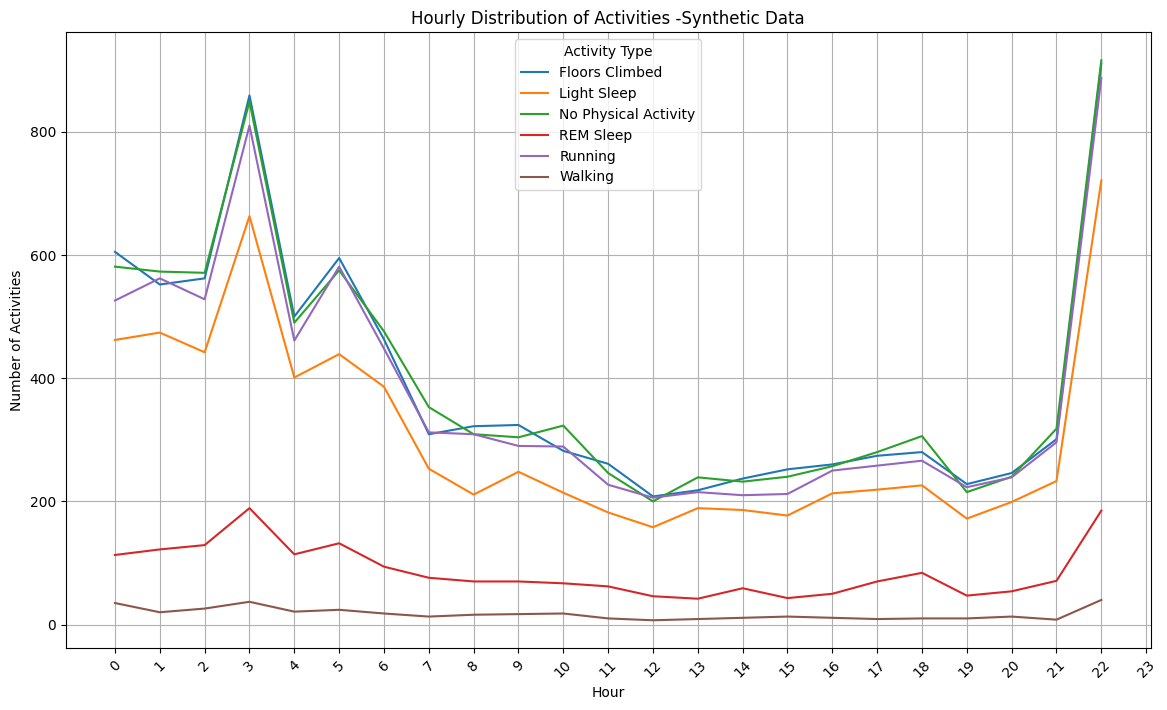 Hourly Distribution of Activities -Synthetic Data
Activity Type
Floors Climbed
Light Sleep
No Physical Activity
REM Sleep
Running
Walking
Number of Activities
800
600
400
200
0
0 1 2 3 4 5 6 7 8 9 10 11 12 13 14 15 16 17 18 19 20 21 22 23
Hour